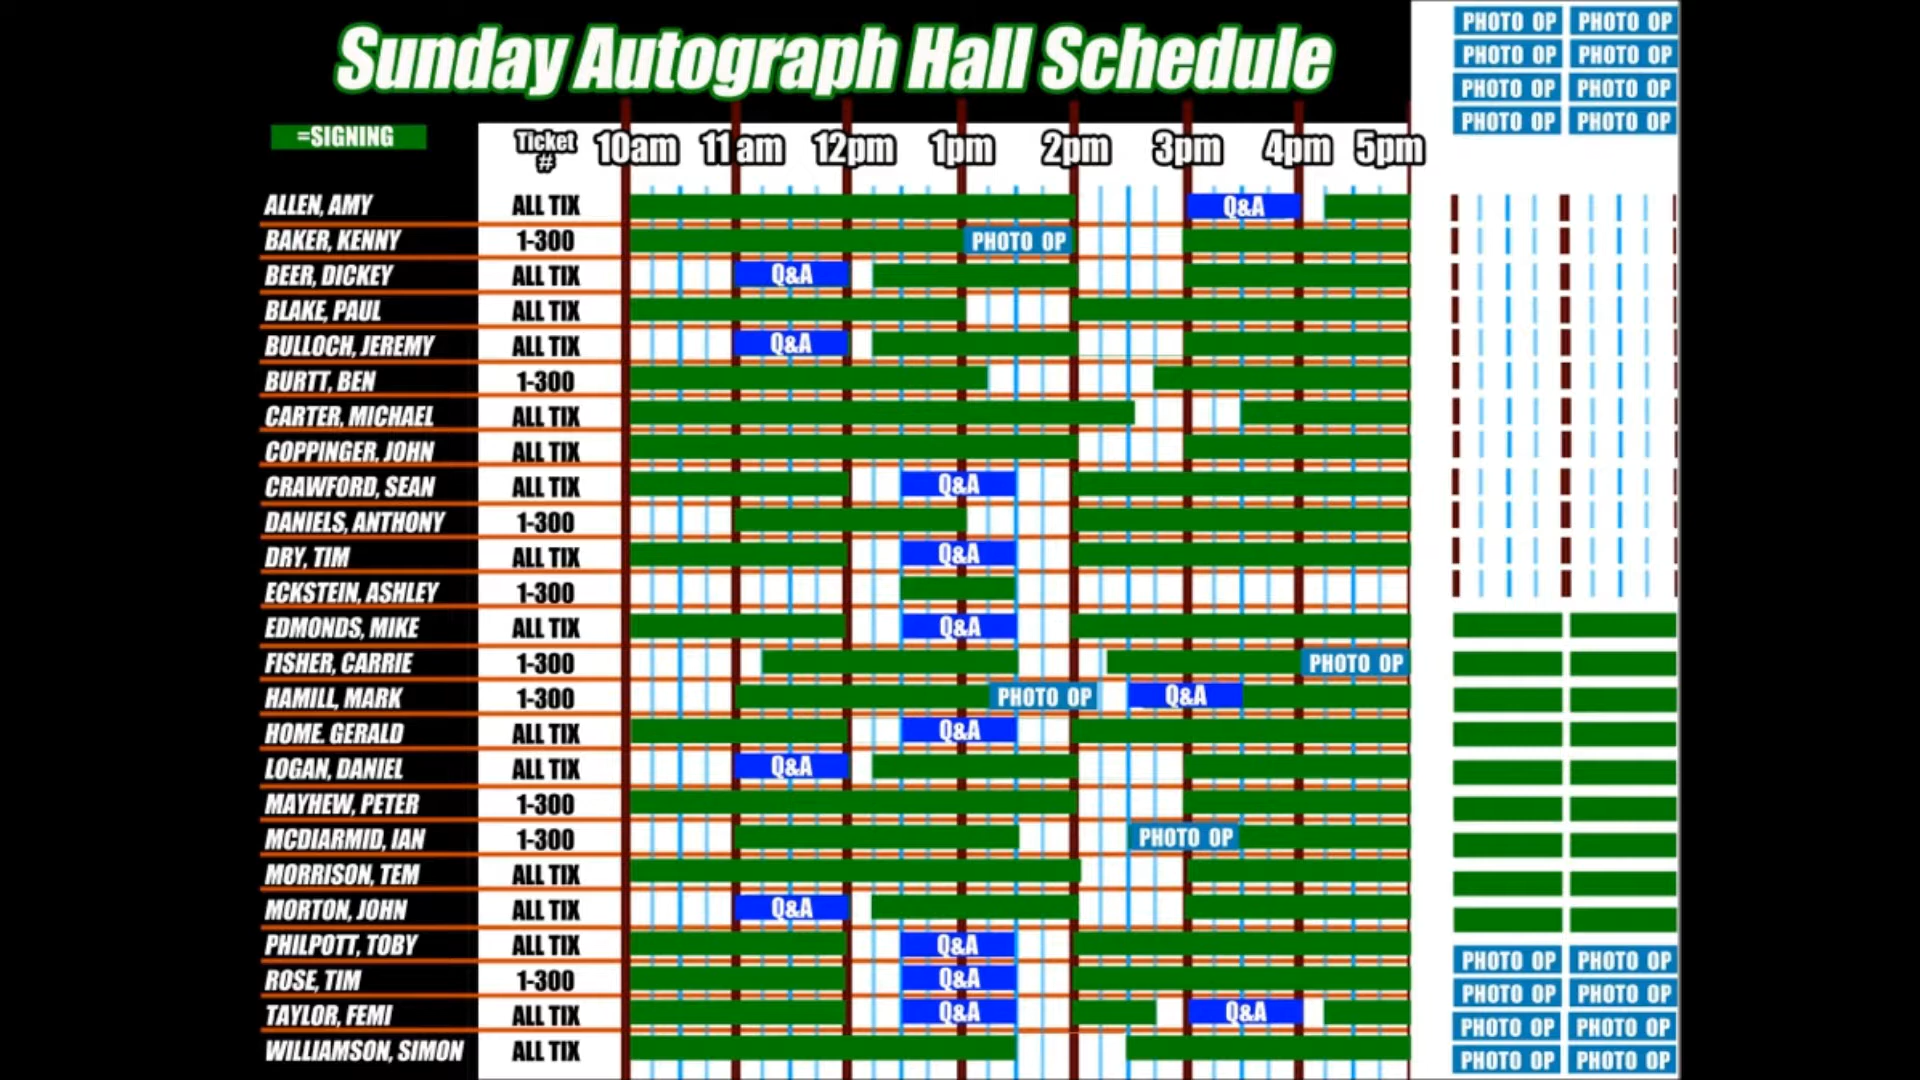 Sunday Autograph Hall Schedule
PHOTO OP PHOTO OP
PHOTO OP PHOTO OP
PHOTO OP PHOTO OP
PHOTO OP PHOTO OP
=SIGNING Ticket # 10am 11am 12pm 1pm 2pm 3pm 4pm 5pm
ALLEN, AMY ALL TIX Q&A
BAKER, KENNY 1-300 PHOTO OP
BEER, DICKEY ALL TIX Q&A
BLAKE, PAUL ALL TIX
BULLOCH, JEREMY ALL TIX Q&A
BURTT, BEN 1-300
CARTER, MICHAEL ALL TIX
COPPINGER, JOHN ALL TIX
CRAWFORD, SEAN ALL TIX Q&A
DANIELS, ANTHONY 1-300
DRY, TIM ALL TIX Q&A
ECKSTEIN, ASHLEY 1-300
EDMONDS, MIKE ALL TIX Q&A
FISHER, CARRIE 1-300 PHOTO OP
HAMILL, MARK 1-300 PHOTO OP Q&A
HOME. GERALD ALL TIX Q&A
LOGAN, DANIEL ALL TIX Q&A
MAYHEW, PETER 1-300
MCDIARMID, IAN 1-300 PHOTO OP
MORRISON, TEM ALL TIX
MORTON, JOHN ALL TIX Q&A
PHILPOTT, TOBY ALL TIX Q&A
PHOTO OP PHOTO OP
ROSE, TIM 1-300 Q&A
PHOTO OP PHOTO OP
TAYLOR, FEMI ALL TIX Q&A Q&A
PHOTO OP PHOTO OP
WILLIAMSON, SIMON ALL TIX
PHOTO OP PHOTO OP